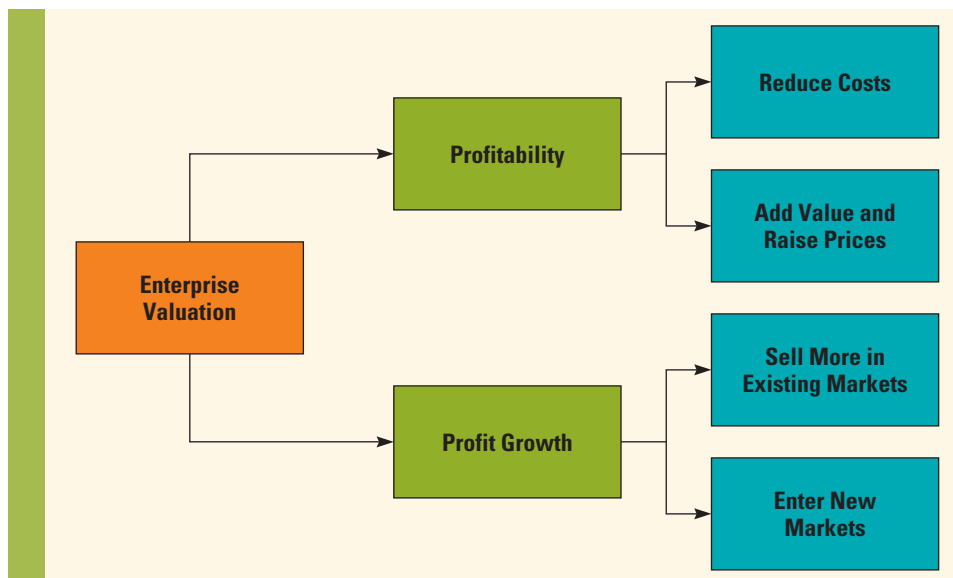 Enterprise
Valuation
Profitability
Profit Growth
Reduce Costs
Add Value and
Raise Prices
Sell More in
Existing Markets
Enter New
Markets